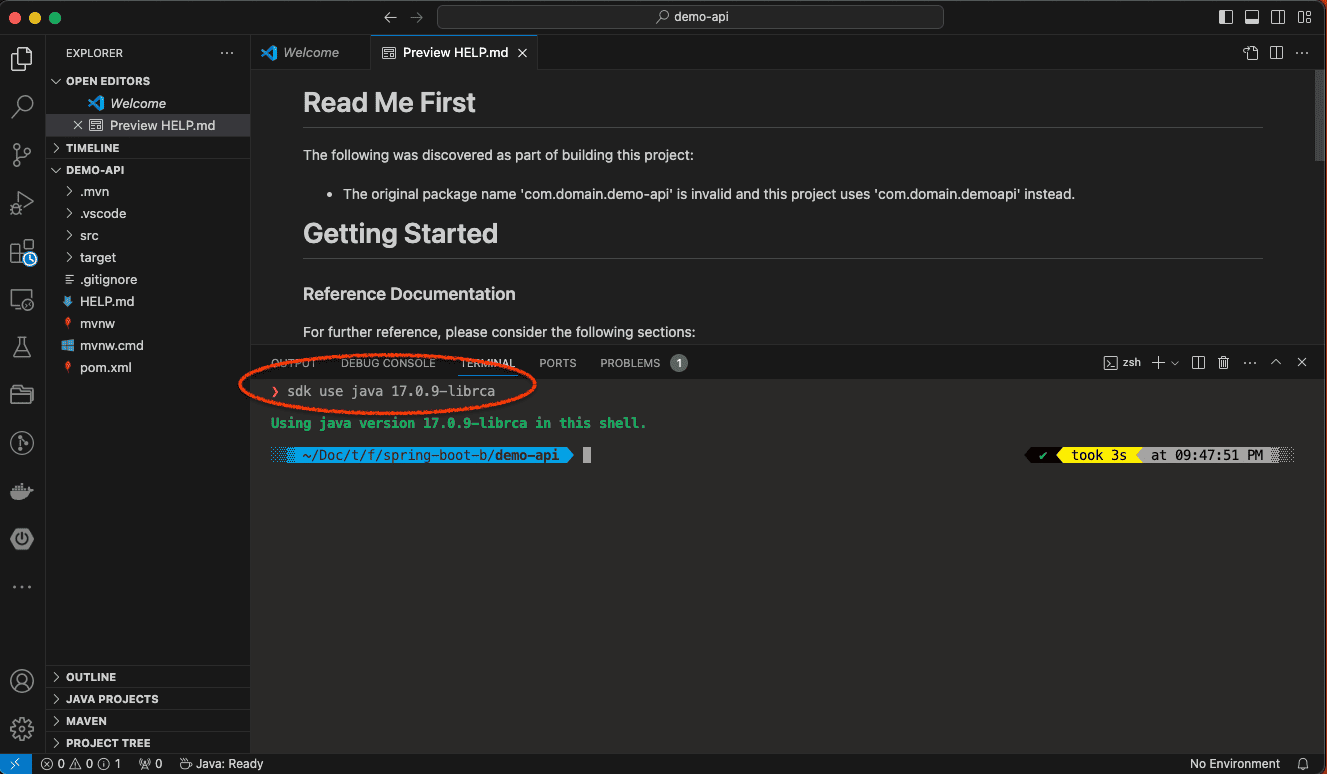 demo-api
EXPLORER
OPEN EDITORS
Welcome
Preview HELP.md
TIMELINE
DEMO-API
.mvn
.vscode
src
target
.gitignore
HELP.md
mvnw
mvnw.cmd
pom.xml
OUTLINE
JAVA PROJECTS
MAVEN
PROJECT TREE
Welcome Preview HELP.md
Read Me First
The following was discovered as part of building this project:
• The original package name 'com.domain.demo-api' is invalid and this project uses 'com.domain.demoapi' instead.
Getting Started
Reference Documentation
For further reference, please consider the following sections:
OUTPUT DEBUG CONSOLE TERMINAL PORTS PROBLEMS 1 zsh
❯ sdk use java 17.0.9-librca
Using java version 17.0.9-librca in this shell.
~/Doc/t/f/spring-boot-b/demo-api ✔ took 3s at 09:47:51 PM
0 0 1 0 Java: Ready No Environment